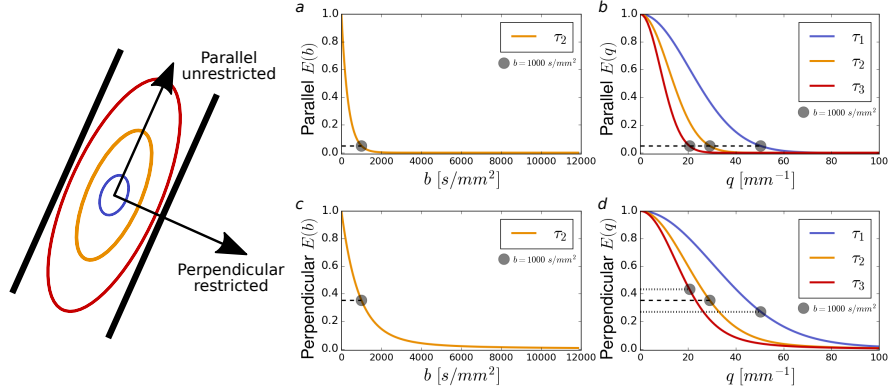 Parallel
unrestricted
Perpendicular
restricted
a
Parallel E(b)
1.0
0.8
0.6
0.4
0.2
0.0
τ₂
b = 1000 s/mm²
0 2000 4000 6000 8000 10000 12000
b [s/mm²]
b
Parallel E(q)
1.0
0.8
0.6
0.4
0.2
0.0
τ₁
τ₂
τ₃
b = 1000 s/mm²
0 20 40 60 80 100
q [mm⁻¹]
c
Perpendicular E(b)
1.0
0.8
0.6
0.4
0.2
0.0
τ₂
b = 1000 s/mm²
0 2000 4000 6000 8000 10000 12000
b [s/mm²]
d
Perpendicular E(q)
1.0
0.8
0.6
0.4
0.2
0.0
τ₁
τ₂
τ₃
b = 1000 s/mm²
0 20 40 60 80 100
q [mm⁻¹]